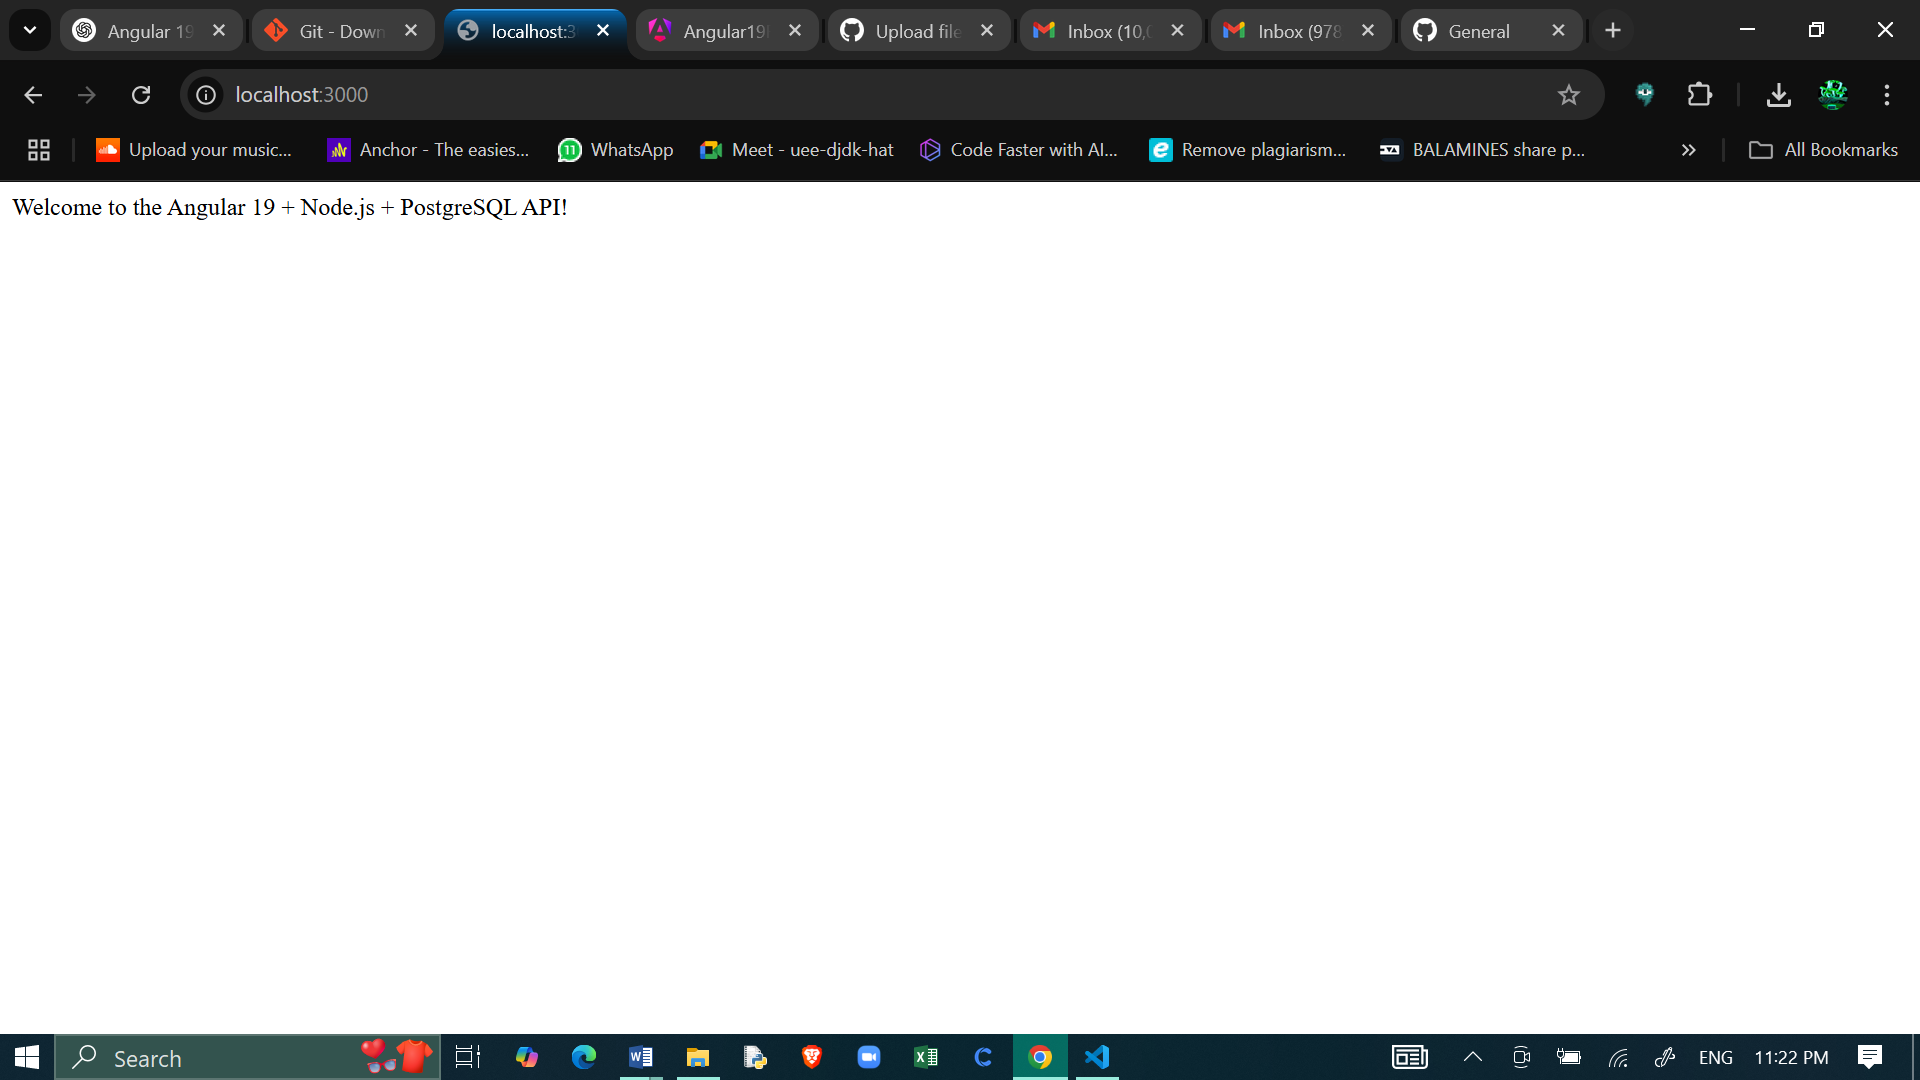 Angular 19
Git - Down
localhost:3
Angular19
Upload file
Inbox (10,
Inbox (978
General
localhost:3000
Upload your music...
Anchor - The easies...
11
WhatsApp
Meet - uee-djdk-hat
Code Faster with AI...
Remove plagiarism...
BALAMINES share p...
All Bookmarks
Welcome to the Angular 19 + Node.js + PostgreSQL API!
Search
ENG
11:22 PM